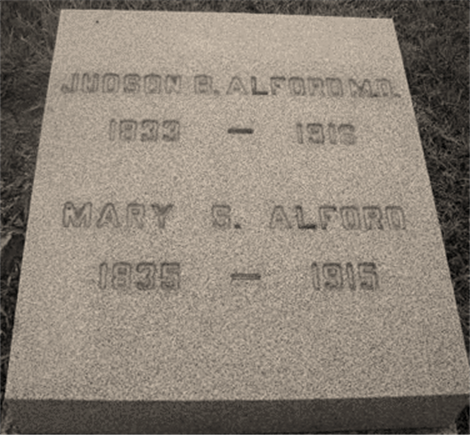 JUDSON B. ALFORD M.D.
1833 – 1916
MARY S. ALFORD
1835 – 1915